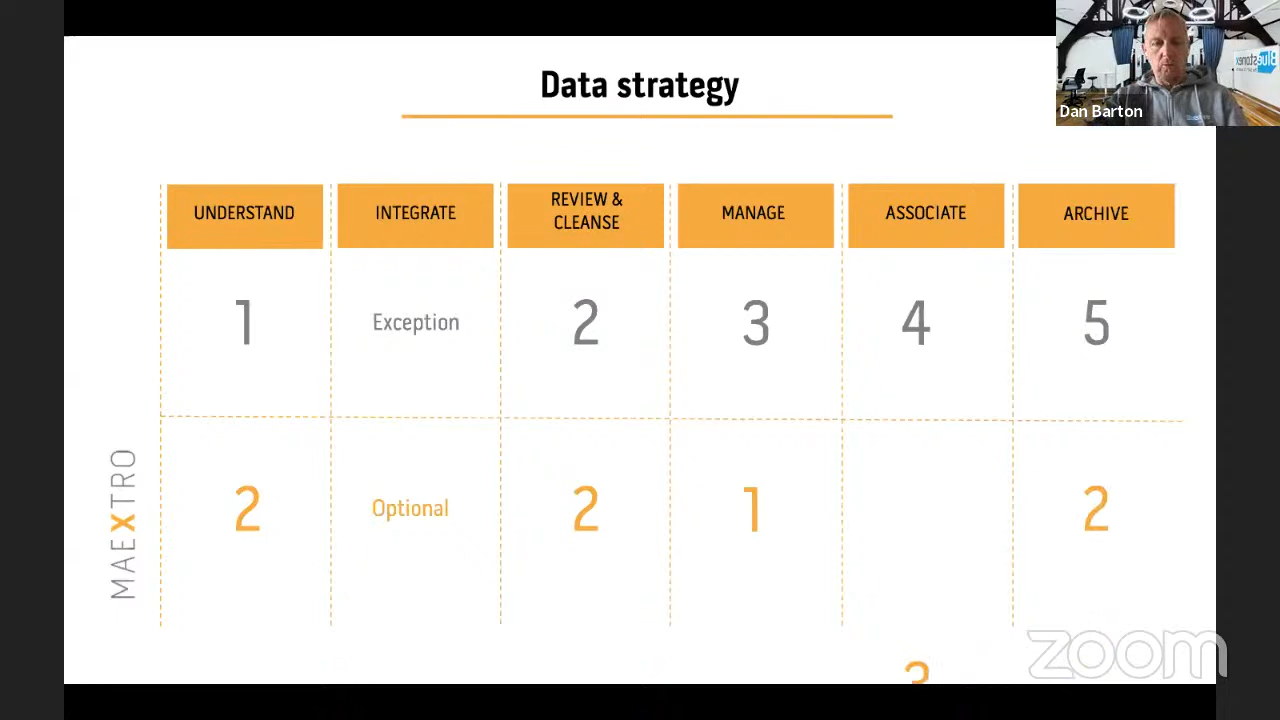 Data strategy
Dan Barton
UNDERSTAND
INTEGRATE
REVIEW &
CLEANSE
MANAGE
ASSOCIATE
ARCHIVE
1
Exception
2
3
4
5
MAEXTRO
2
Optional
2
1
2
zoom